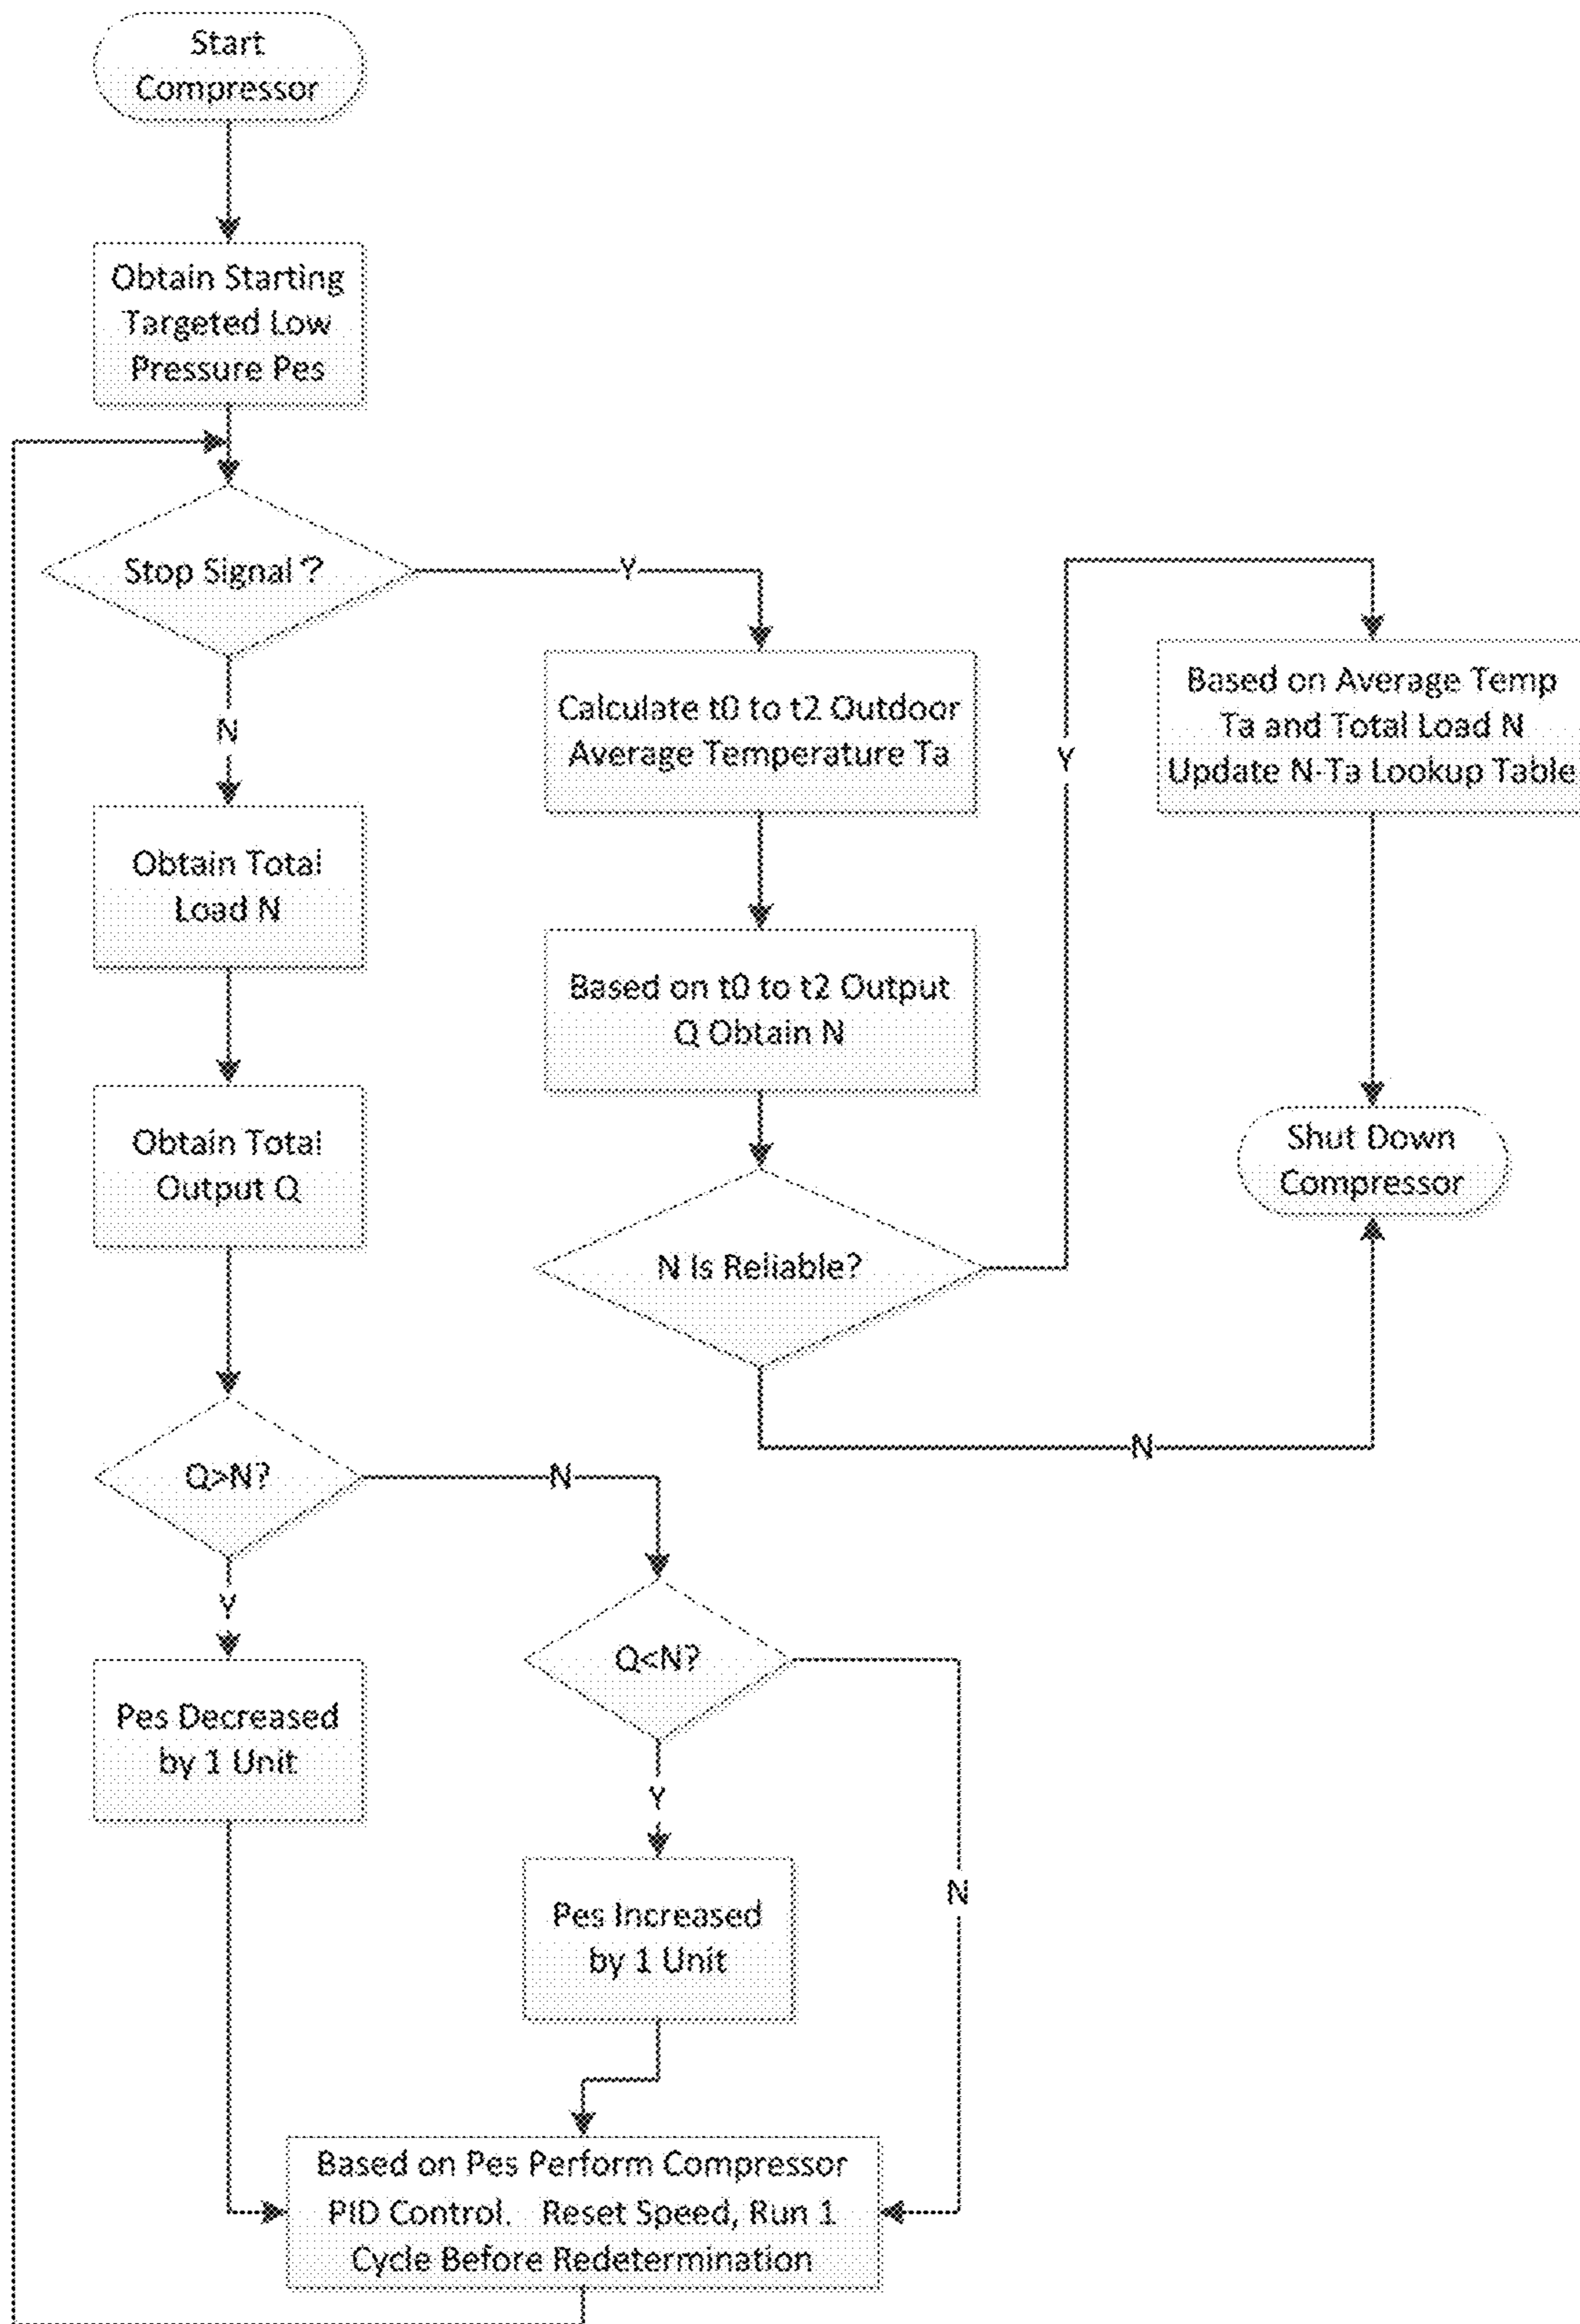 Start
Compressor
Obtain Starting
Targeted Low
Pressure Pes
Stop Signal ?
Y
N
Calculate t0 to t2 Outdoor
Average Temperature Ta
Y
Based on Average Temp
Ta and Total Load N
Update N-Ta Lookup Table
Obtain Total
Load N
Based on t0 to t2 Output
Q Obtain N
Obtain Total
Output Q
N Is Reliable?
Shut Down
Compressor
N
Q>N?
N
Y
Q<N?
Pes Decreased
by 1 Unit
Y
N
Pes Increased
by 1 Unit
Based on Pes Perform Compressor
PID Control. Reset Speed, Run 1
Cycle Before Redetermination